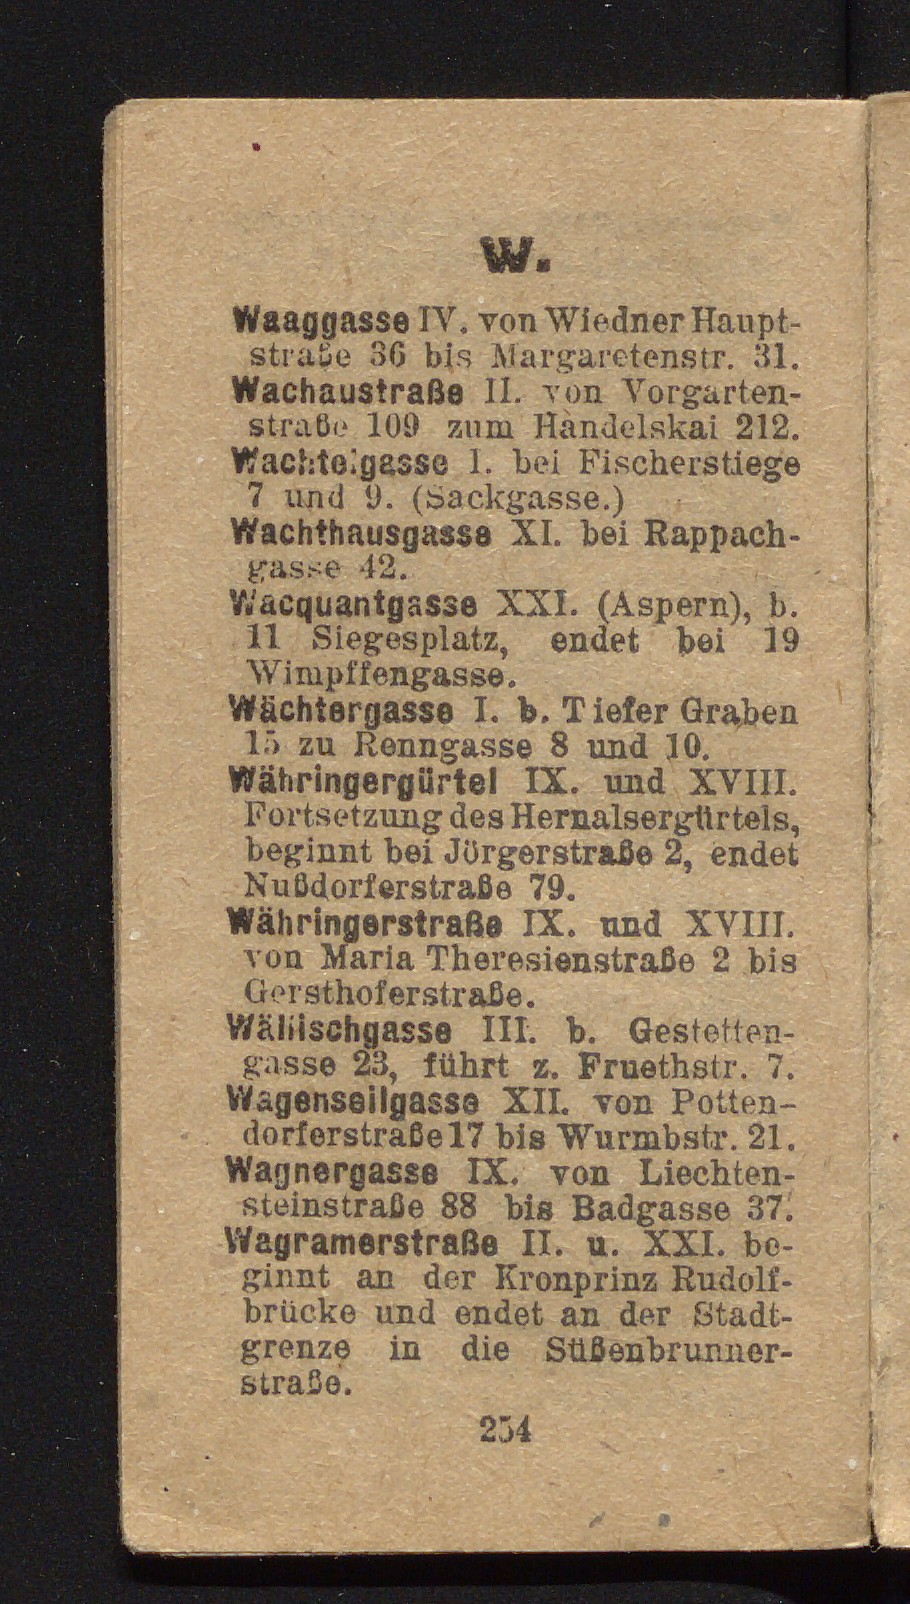 W.
Waaggasse IV. von Wiedner Haupt-
straße 36 bis Margaretenstr. 31.
Wachaustraße II. von Vorgarten-
straße 109 zum Handelskai 212.
Wachtelgasse I. bei Fischerstiege
7 und 9. (Sackgasse.)
Wachthausgasse XI. bei Rappach-
gasse 42.
Wacquantgasse XXI. (Aspern), b.
11 Siegesplatz, endet bei 19
Wimpffengasse.
Wächtergasse I. b. Tiefer Graben
15 zu Renngasse 8 und 10.
Währingergürtel IX. und XVIII.
Fortsetzung des Hernalsergürtels,
beginnt bei Jörgerstraße 2, endet
Nußdorferstraße 79.
Währingerstraße IX. und XVIII.
von Maria Theresienstraße 2 bis
Gersthoferstraße.
Wällischgasse III. b. Gestetten-
gasse 23, führt z. Fruethstr. 7.
Wagenseilgasse XII. von Potten-
dorferstraße 17 bis Wurmbstr. 21.
Wagnergasse IX. von Liechten-
steinstraße 88 bis Badgasse 37.
Wagramerstraße II. u. XXI. be-
ginnt an der Kronprinz Rudolf-
brücke und endet an der Stadt-
grenze in die Süßenbrunner-
straße.
254